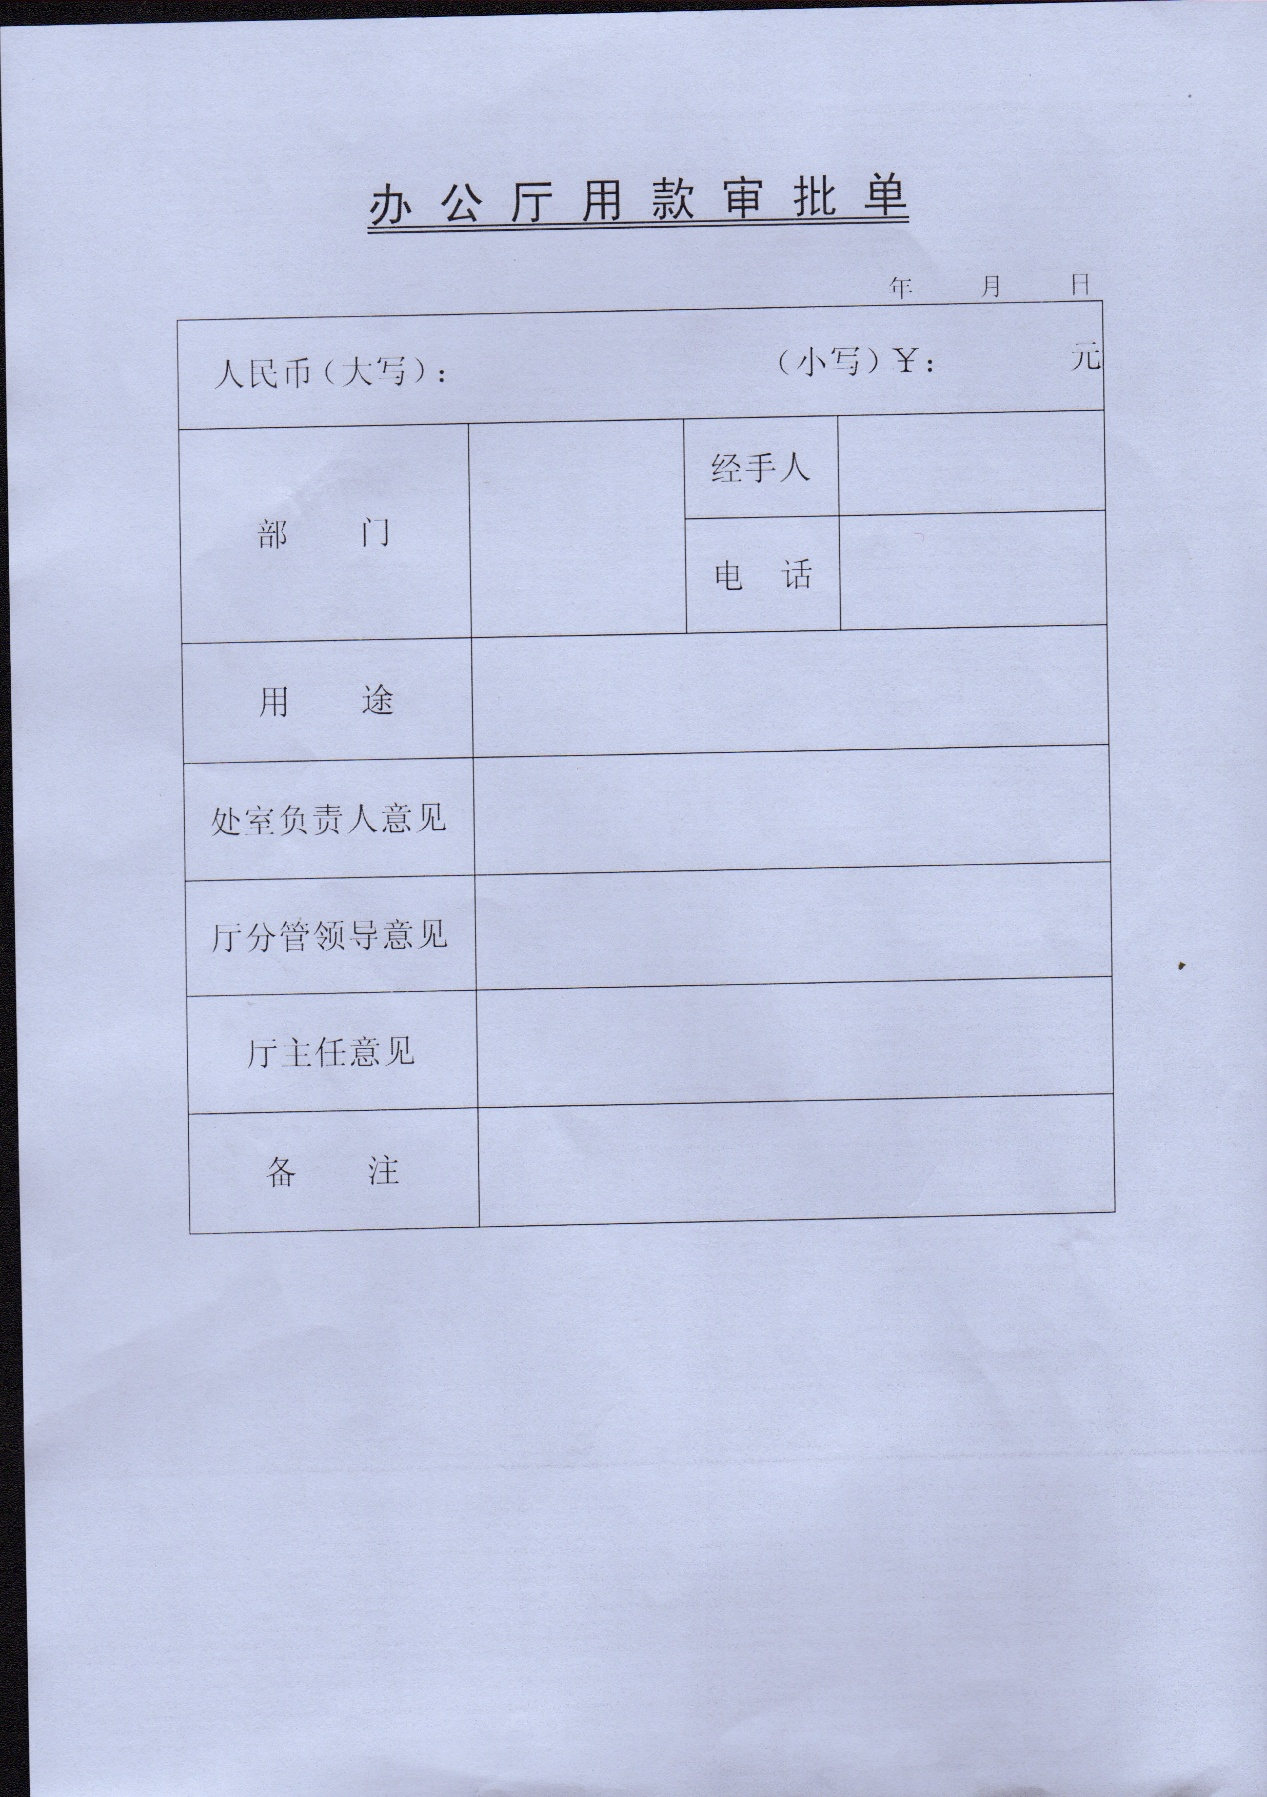 办公厅用款审批单
年 月 日
人民币（大写）： （小写）￥： 元
部 门
经手人
电 话
用 途
处室负责人意见
厅分管领导意见
厅主任意见
备 注